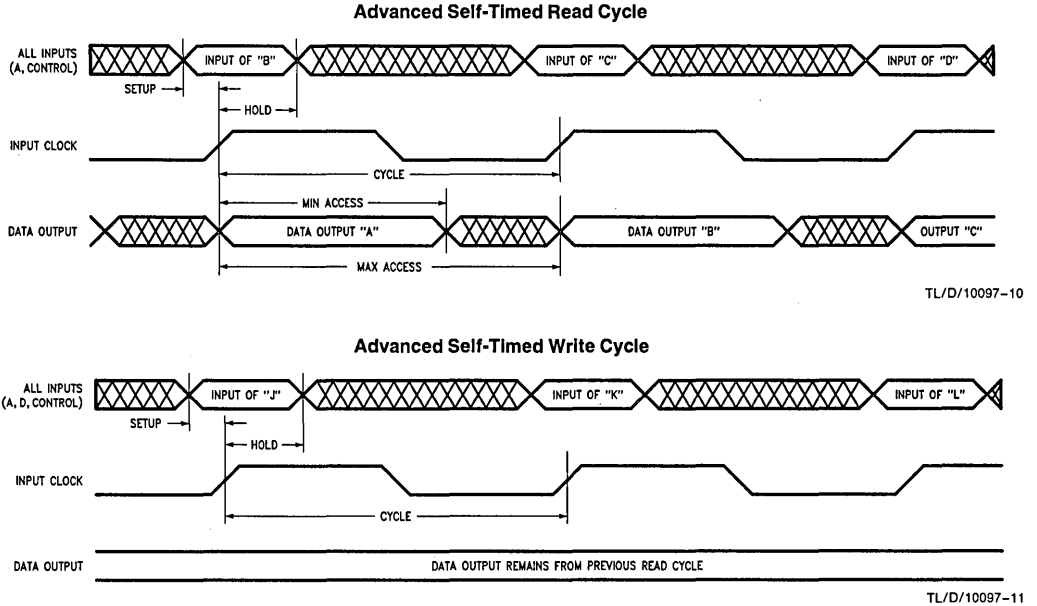 Advanced Self-Timed Read Cycle
ALL INPUTS
(A, CONTROL)
INPUT OF "B"
INPUT OF "C"
INPUT OF "D"
SETUP
HOLD
INPUT CLOCK
CYCLE
MIN ACCESS
DATA OUTPUT
DATA OUTPUT "A"
DATA OUTPUT "B"
OUTPUT "C"
MAX ACCESS
TL/D/10097-10
Advanced Self-Timed Write Cycle
ALL INPUTS
(A, D, CONTROL)
INPUT OF "J"
INPUT OF "K"
INPUT OF "L"
SETUP
HOLD
INPUT CLOCK
CYCLE
DATA OUTPUT
DATA OUTPUT REMAINS FROM PREVIOUS READ CYCLE
TL/D/10097-11